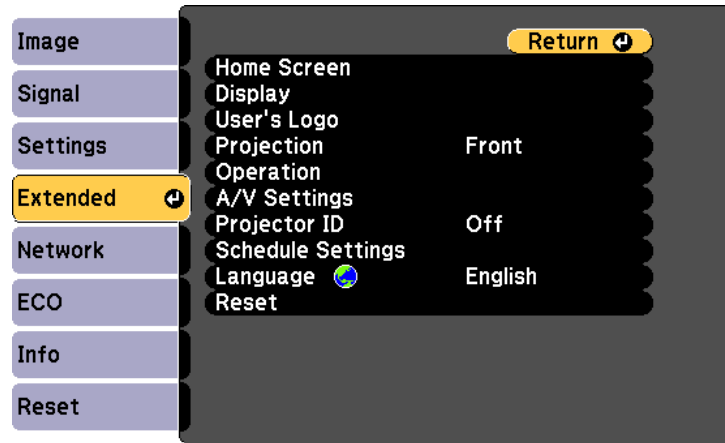 Image
Signal
Settings
Extended
Network
ECO
Info
Reset
Return
Home Screen
Display
User's Logo
Projection Front
Operation
A/V Settings
Projector ID Off
Schedule Settings
Language English
Reset